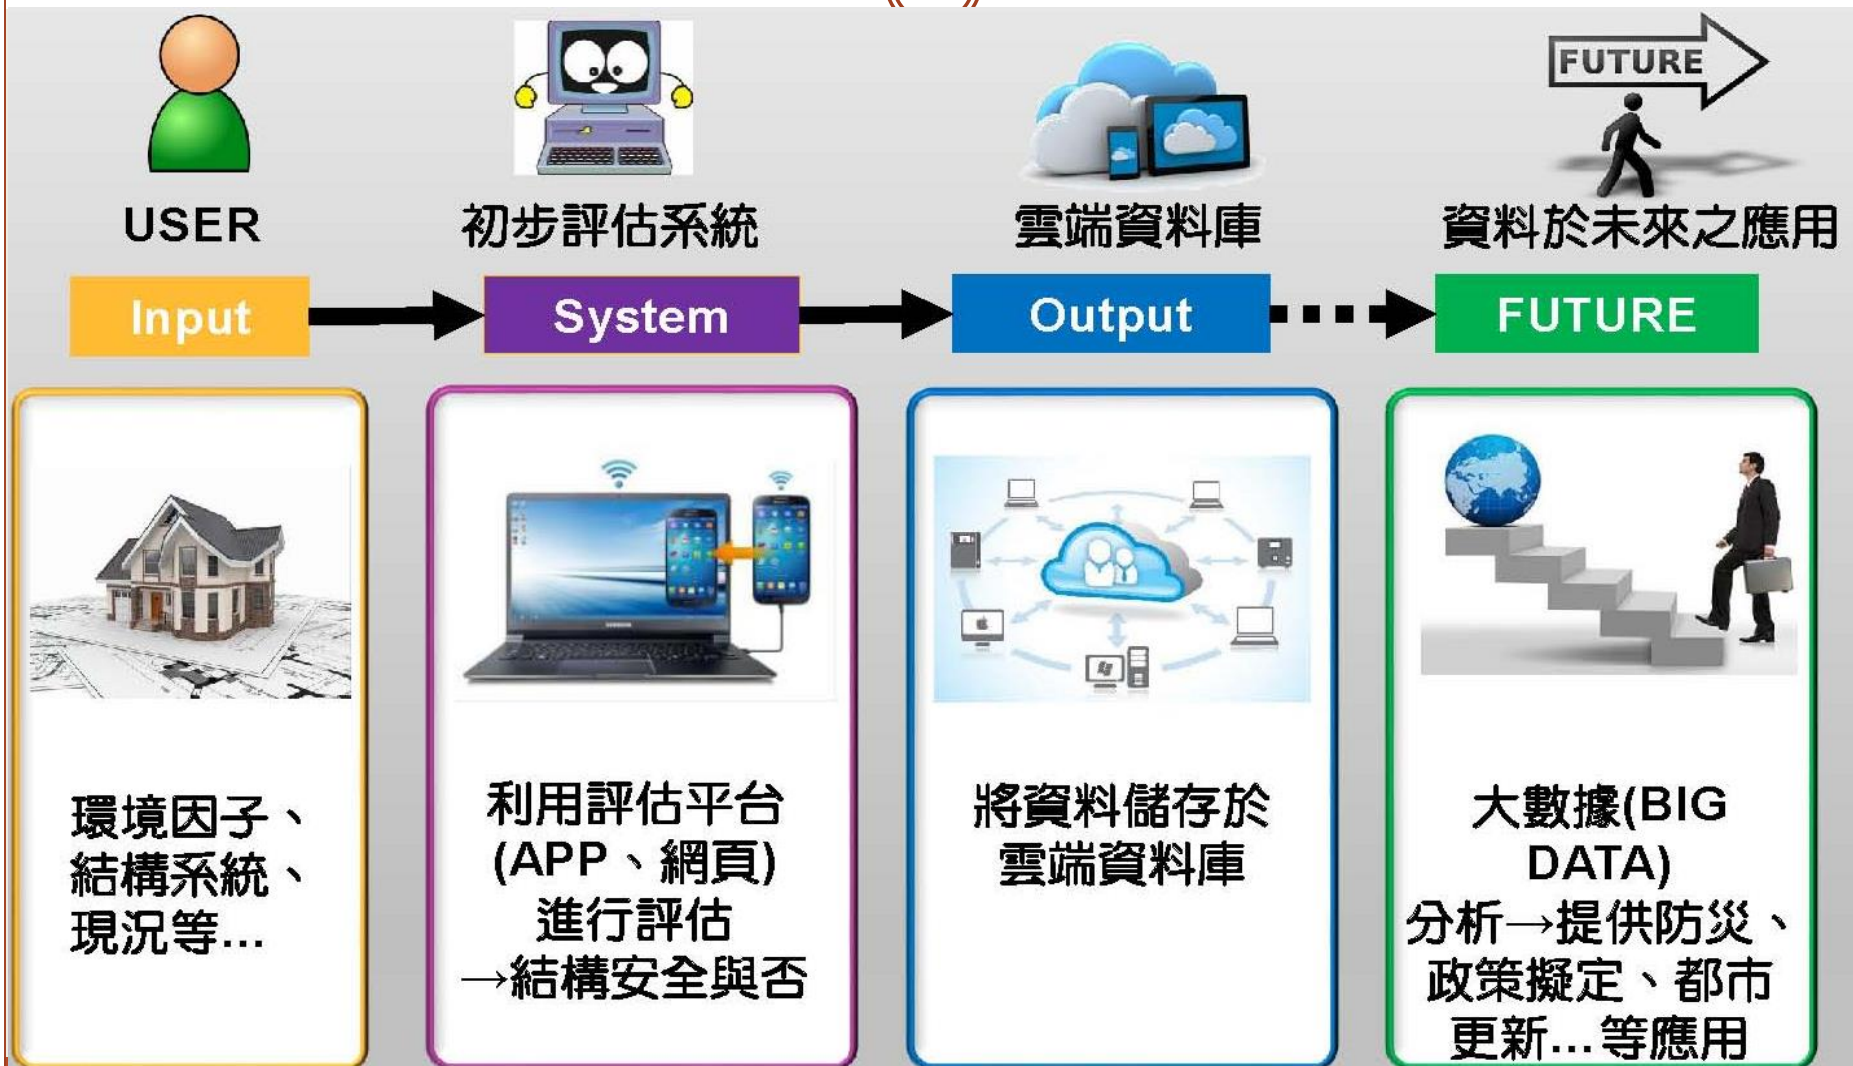 FUTURE
USER
初步評估系統
雲端資料庫
資料於未來之應用
Input
System
Output
FUTURE
環境因子、
結構系統、
現況等...
利用評估平台
(APP、網頁)
進行評估
→結構安全與否
將資料儲存於
雲端資料庫
大數據(BIG
DATA)
分析→提供防災、
政策擬定、都市
更新...等應用